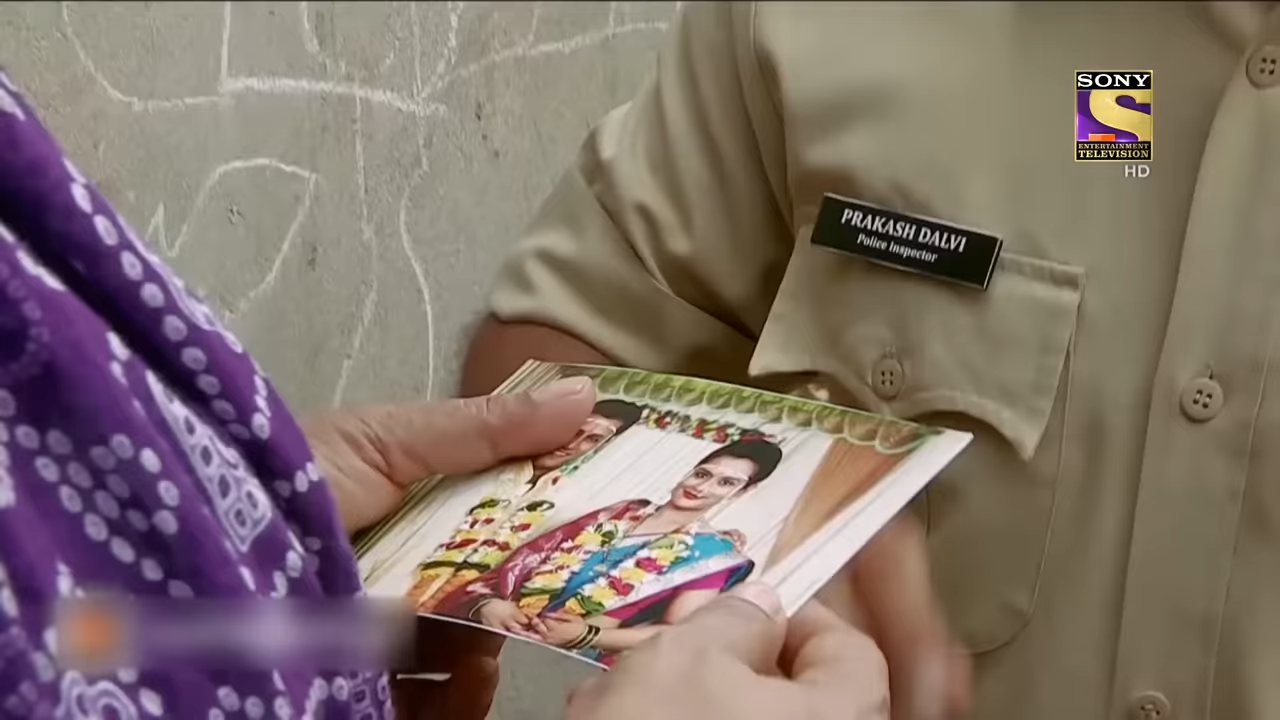 SONY
ENTERTAINMENT
TELEVISION
HD
PRAKASH DALVI
Police Inspector